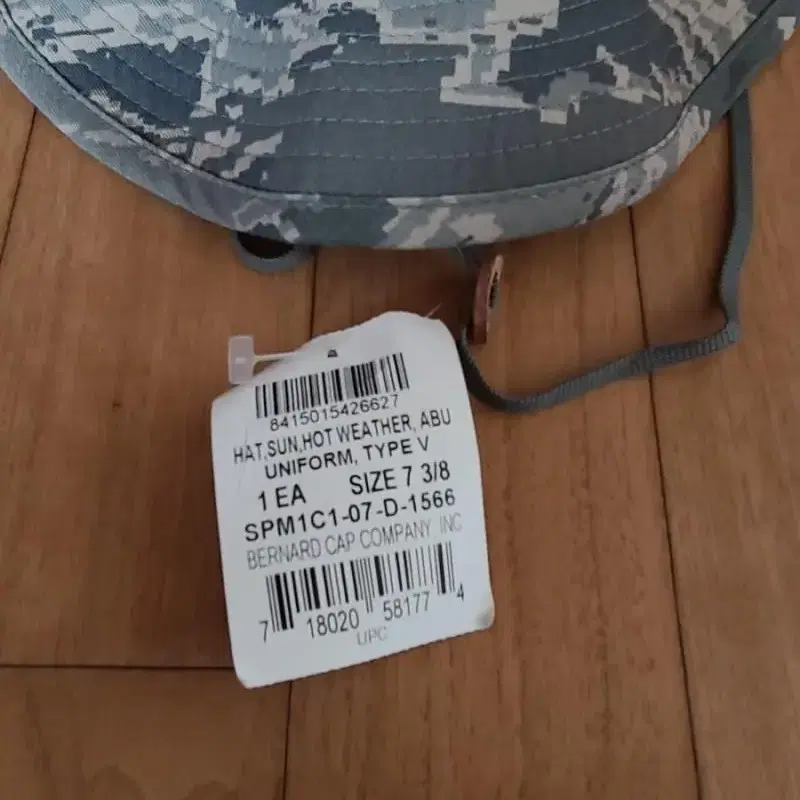 8415015426627
HAT,SUN,HOT WEATHER, ABU
UNIFORM, TYPE V
1 EA SIZE 7 3/8
SPM1C1-07-D-1566
BERNARD CAP COMPANY INC
7 18020 58177 4
UPC